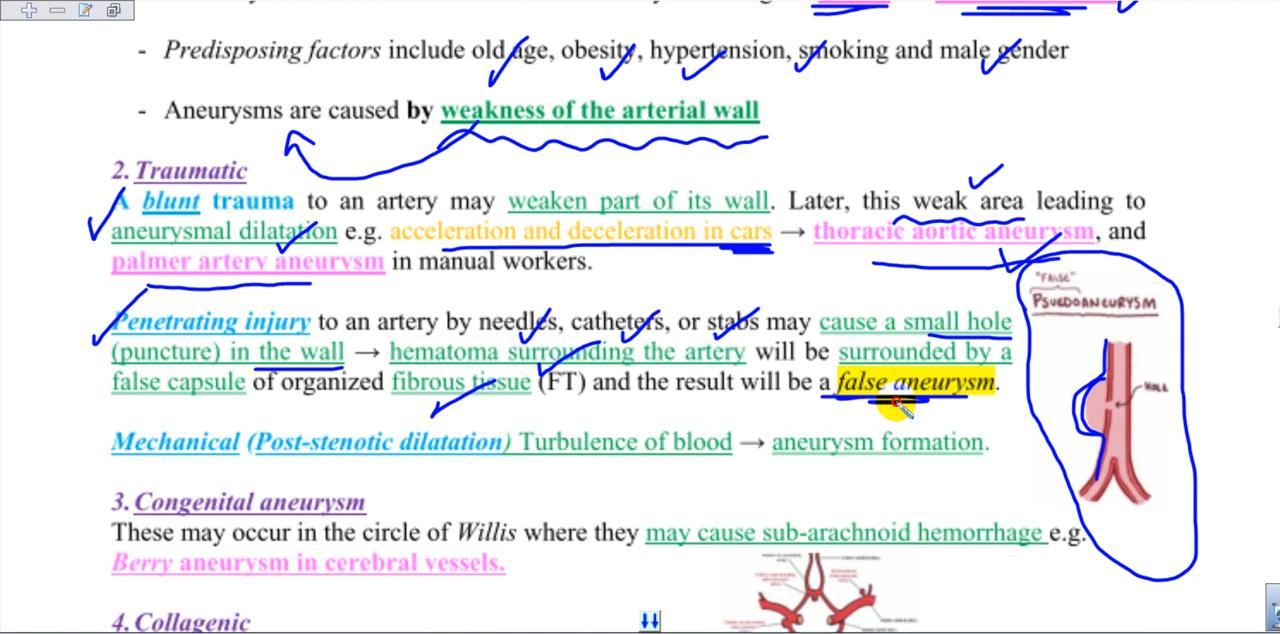 - Predisposing factors include old age, obesity, hypertension, smoking and male gender
- Aneurysms are caused by weakness of the arterial wall
2. Traumatic
A blunt trauma to an artery may weaken part of its wall. Later, this weak area leading to
aneurysmal dilatation e.g. acceleration and deceleration in cars → thoracic aortic aneurysm, and
palmer artery aneurysm in manual workers.
"FALSE"
PSUEDOANEURYSM
Penetrating injury to an artery by needles, catheters, or stabs may cause a small hole
(puncture) in the wall → hematoma surrounding the artery will be surrounded by a
false capsule of organized fibrous tissue (FT) and the result will be a false aneurysm.
HOLE
Mechanical (Post-stenotic dilatation) Turbulence of blood → aneurysm formation.
3. Congenital aneurysm
These may occur in the circle of Willis where they may cause sub-arachnoid hemorrhage e.g.
Berry aneurysm in cerebral vessels.
4. Collagenic